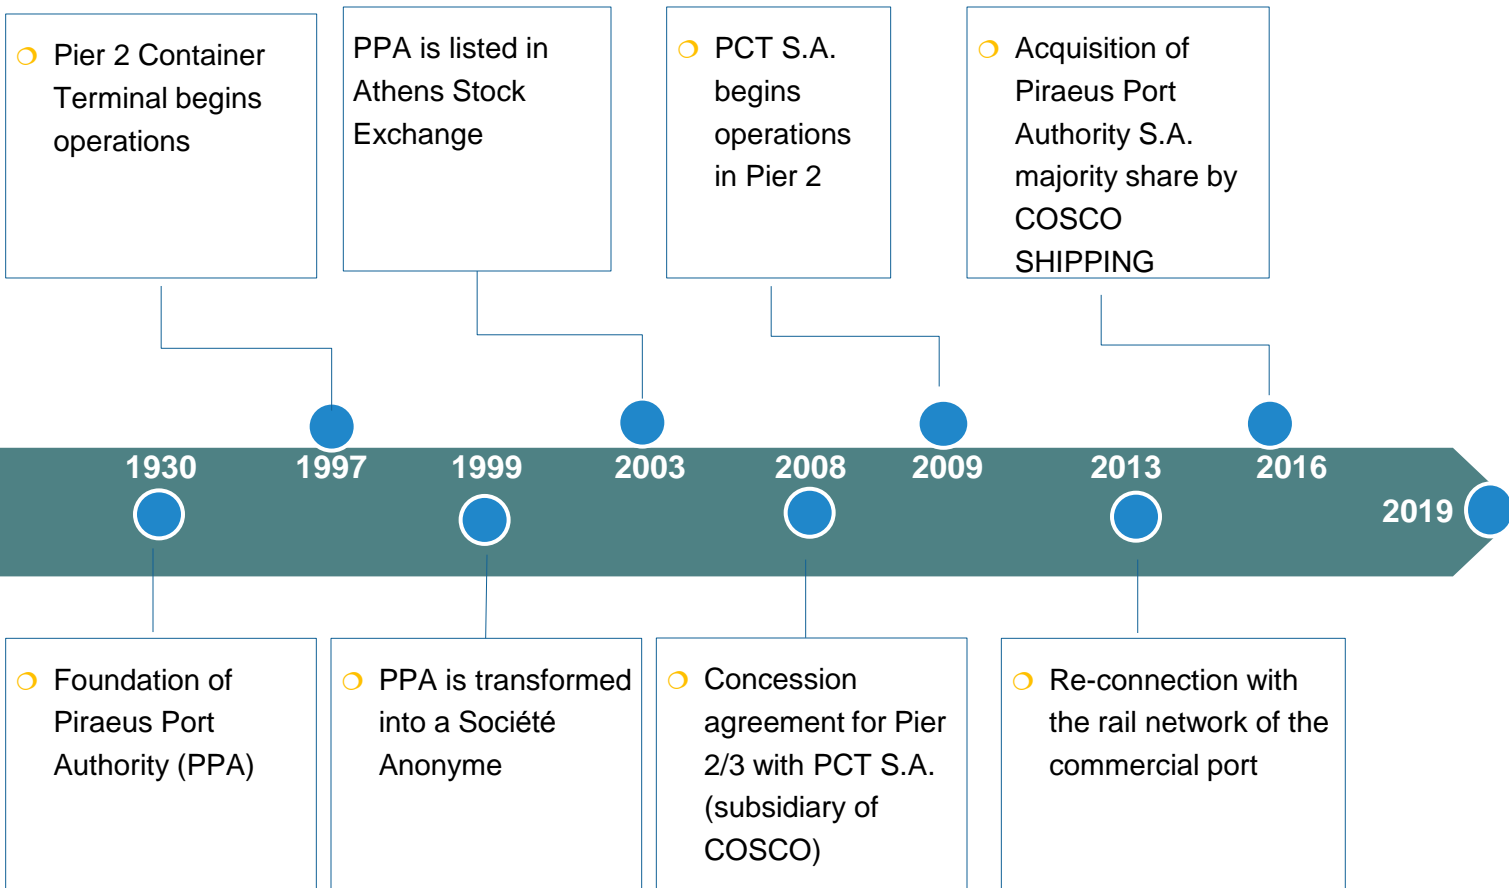 Pier 2 Container
Terminal begins
operations
PPA is listed in
Athens Stock
Exchange
PCT S.A.
begins
operations
in Pier 2
Acquisition of
Piraeus Port
Authority S.A.
majority share by
COSCO
SHIPPING
1930
1997
1999
2003
2008
2009
2013
2016
2019
Foundation of
Piraeus Port
Authority (PPA)
PPA is transformed
into a Société
Anonyme
Concession
agreement for Pier
2/3 with PCT S.A.
(subsidiary of
COSCO)
Re-connection with
the rail network of the
commercial port